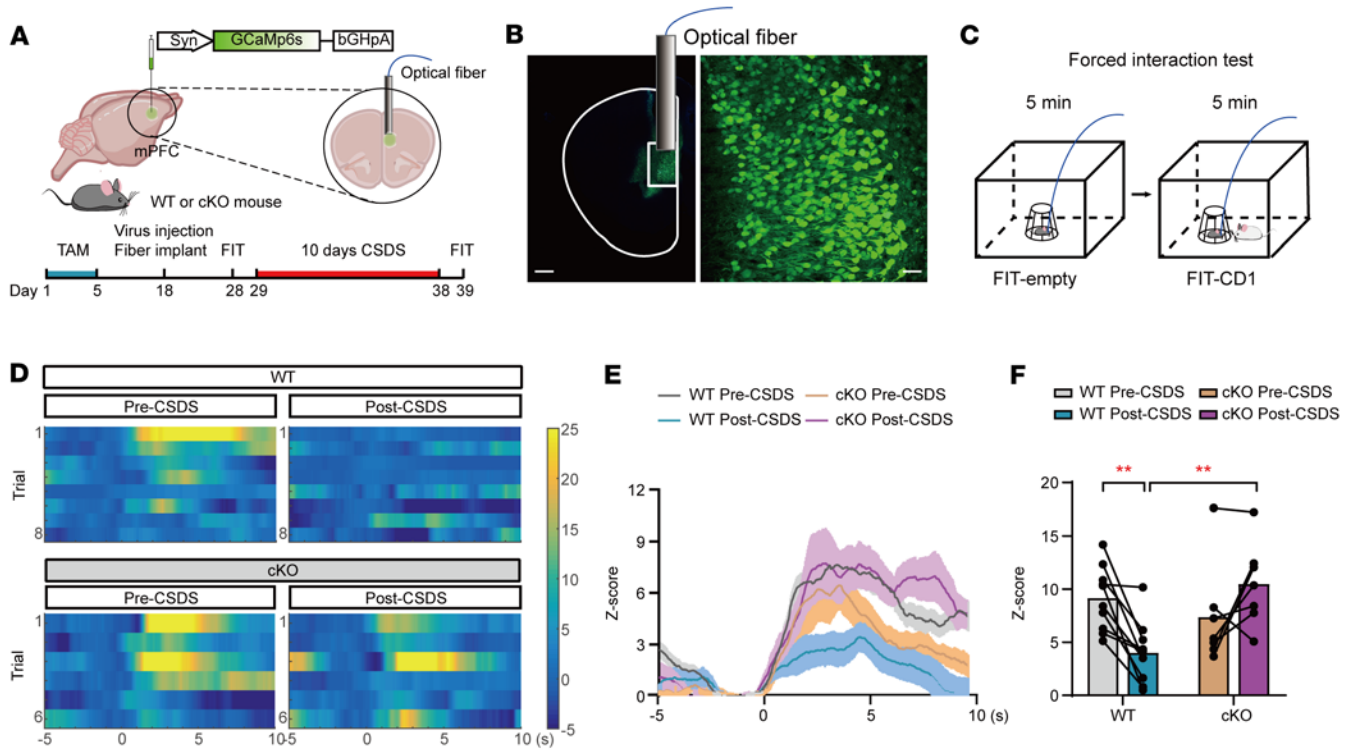 A
Syn GCaMp6s bGHpA
Optical fiber
mPFC
WT or cKO mouse
Virus injection
TAM Fiber implant FIT 10 days CSDS FIT
Day 1 5 18 28 29 38 39
B
Optical fiber
C
Forced interaction test
5 min 5 min
FIT-empty FIT-CD1
D
WT
Pre-CSDS Post-CSDS
1 1
Trial
8 8
cKO
Pre-CSDS Post-CSDS
1 1
Trial
6 6
-5 0 10 -5 0 10 (s)
25
20
15
10
5
0
-5
E
WT Pre-CSDS cKO Pre-CSDS
WT Post-CSDS cKO Post-CSDS
12
9
6
3
0
Z-score
-5 0 5 10 (s)
F
WT Pre-CSDS cKO Pre-CSDS
WT Post-CSDS cKO Post-CSDS
** **
20
15
10
5
0
Z-score
WT cKO